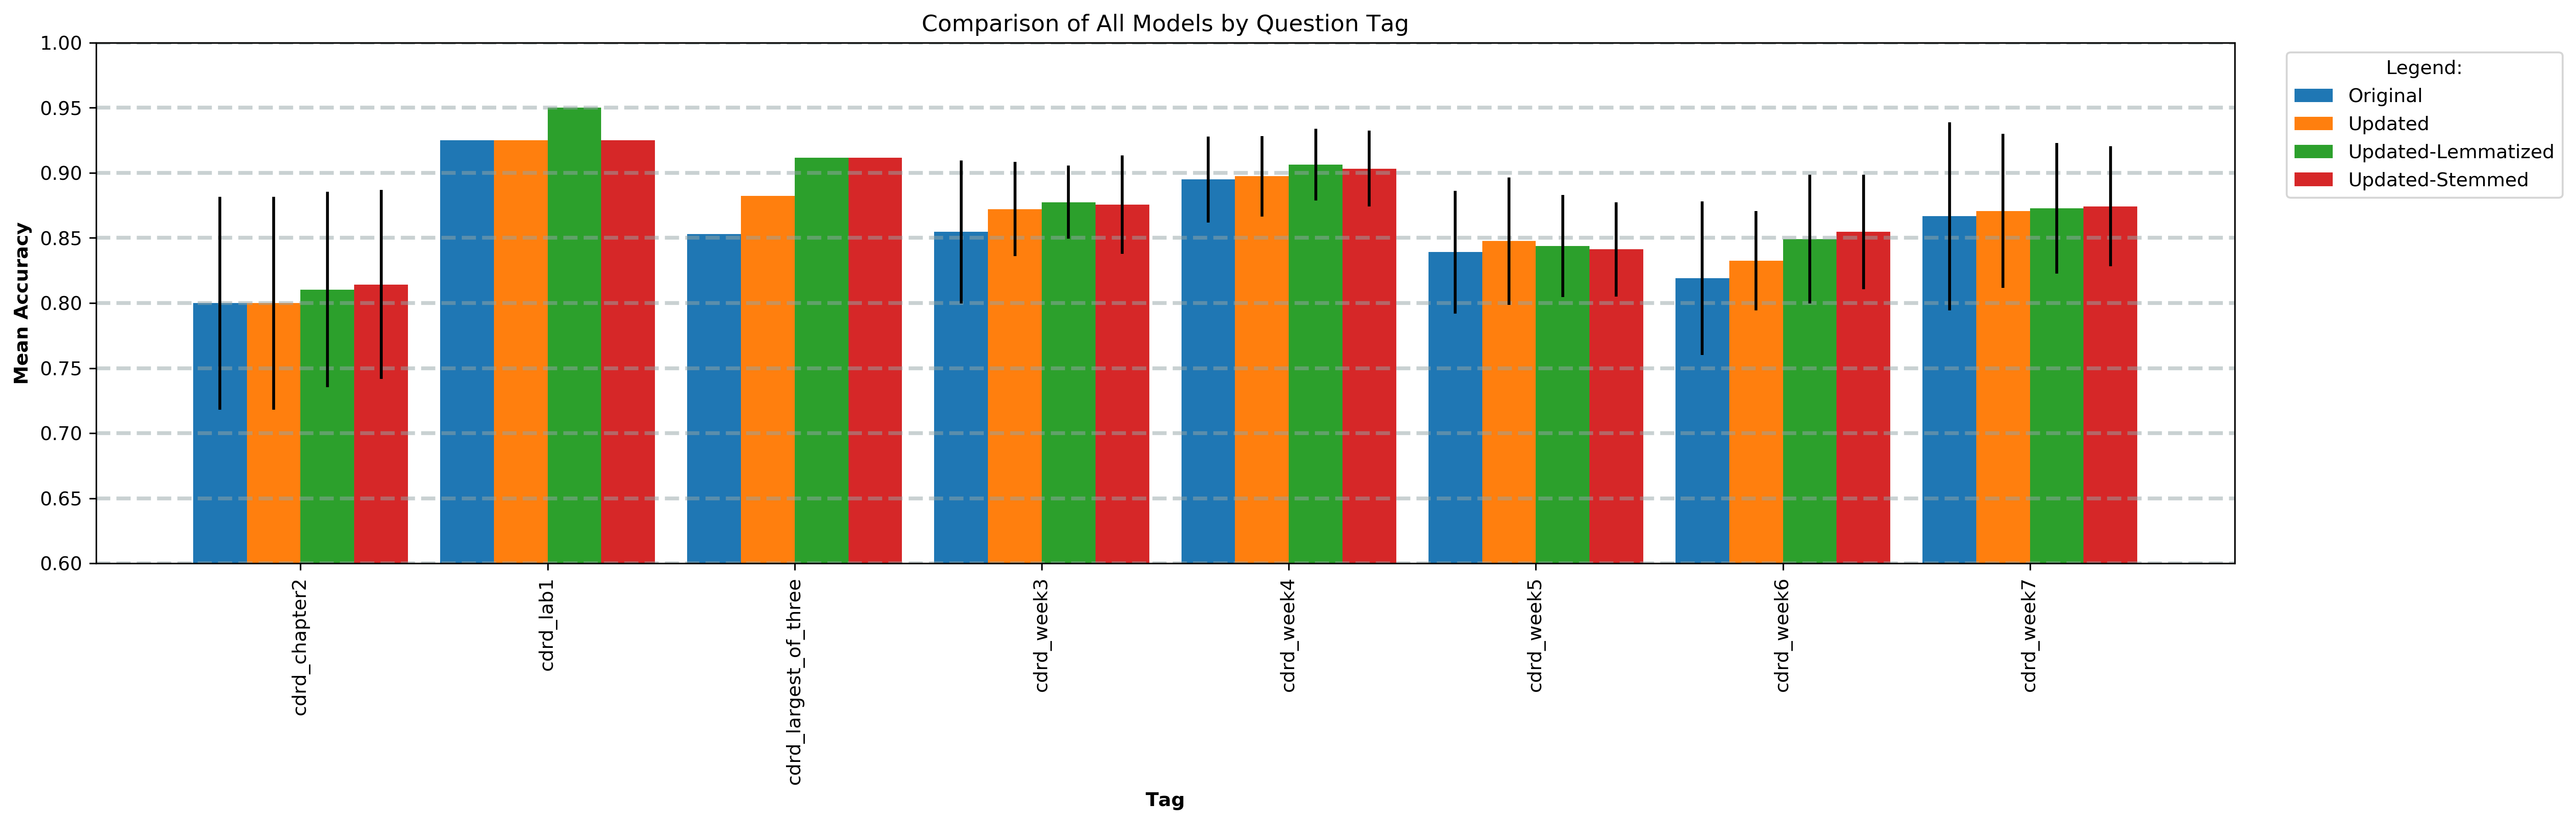 Comparison of All Models by Question Tag
1.00
0.95
0.90
0.85
0.80
0.75
0.70
0.65
0.60
Mean Accuracy
cdrd_chapter2
cdrd_lab1
cdrd_largest_of_three
cdrd_week3
cdrd_week4
cdrd_week5
cdrd_week6
cdrd_week7
Tag
Legend:
Original
Updated
Updated-Lemmatized
Updated-Stemmed